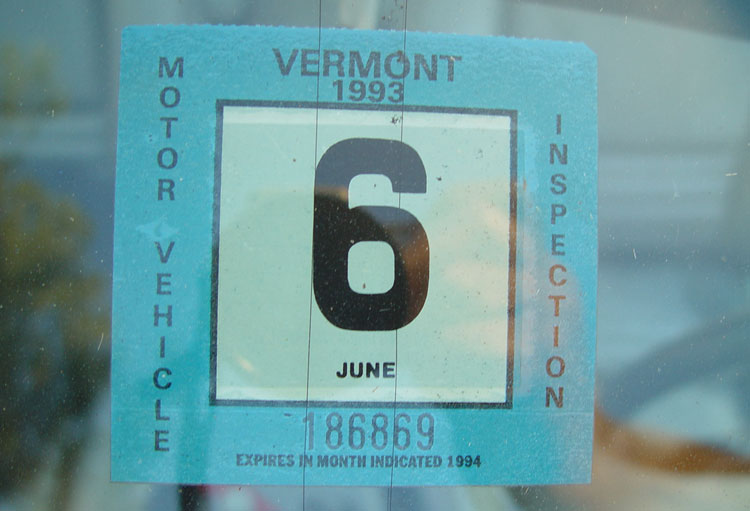 VERMONT
1993
MOTOR VEHICLE
6
JUNE
INSPECTION
186869
EXPIRES IN MONTH INDICATED 1994